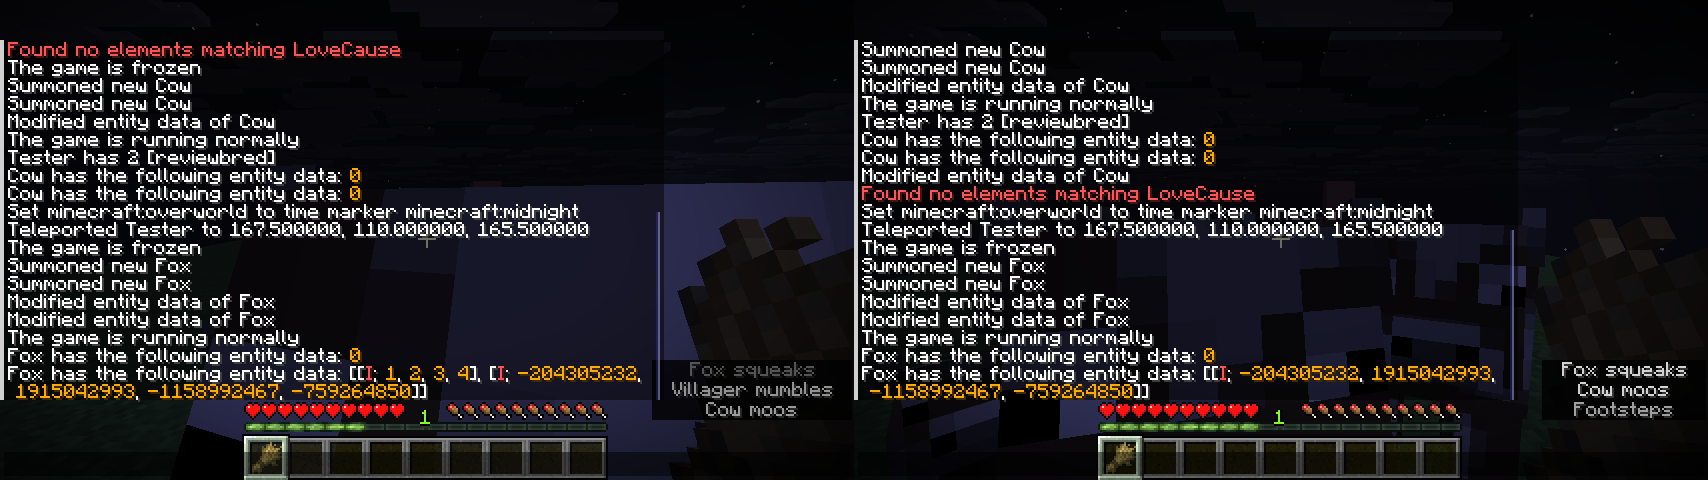 Found no elements matching LoveCause
The game is frozen
Summoned new Cow
Summoned new Cow
Modified entity data of Cow
The game is running normally
Tester has 2 [reviewbred]
Cow has the following entity data: 0
Cow has the following entity data: 0
Set minecraft:overworld to time marker minecraft:midnight
Teleported Tester to 167.500000, 110.000000, 165.500000
The game is frozen
Summoned new Fox
Summoned new Fox
Modified entity data of Fox
Modified entity data of Fox
The game is running normally
Fox has the following entity data: 0
Fox has the following entity data: [[I; 1, 2, 3, 4], [I; -204305232,
1915042993, -1158992467, -759264850]]
Fox squeaks
Villager mumbles
Cow moos
1
Summoned new Cow
Summoned new Cow
Modified entity data of Cow
The game is running normally
Tester has 2 [reviewbred]
Cow has the following entity data: 0
Cow has the following entity data: 0
Modified entity data of Cow
Found no elements matching LoveCause
Set minecraft:overworld to time marker minecraft:midnight
Teleported Tester to 167.500000, 110.000000, 165.500000
The game is frozen
Summoned new Fox
Summoned new Fox
Modified entity data of Fox
Modified entity data of Fox
The game is running normally
Fox has the following entity data: 0
Fox has the following entity data: [[I; -204305232, 1915042993,
-1158992467, -759264850]]
Fox squeaks
Cow moos
Footsteps
1